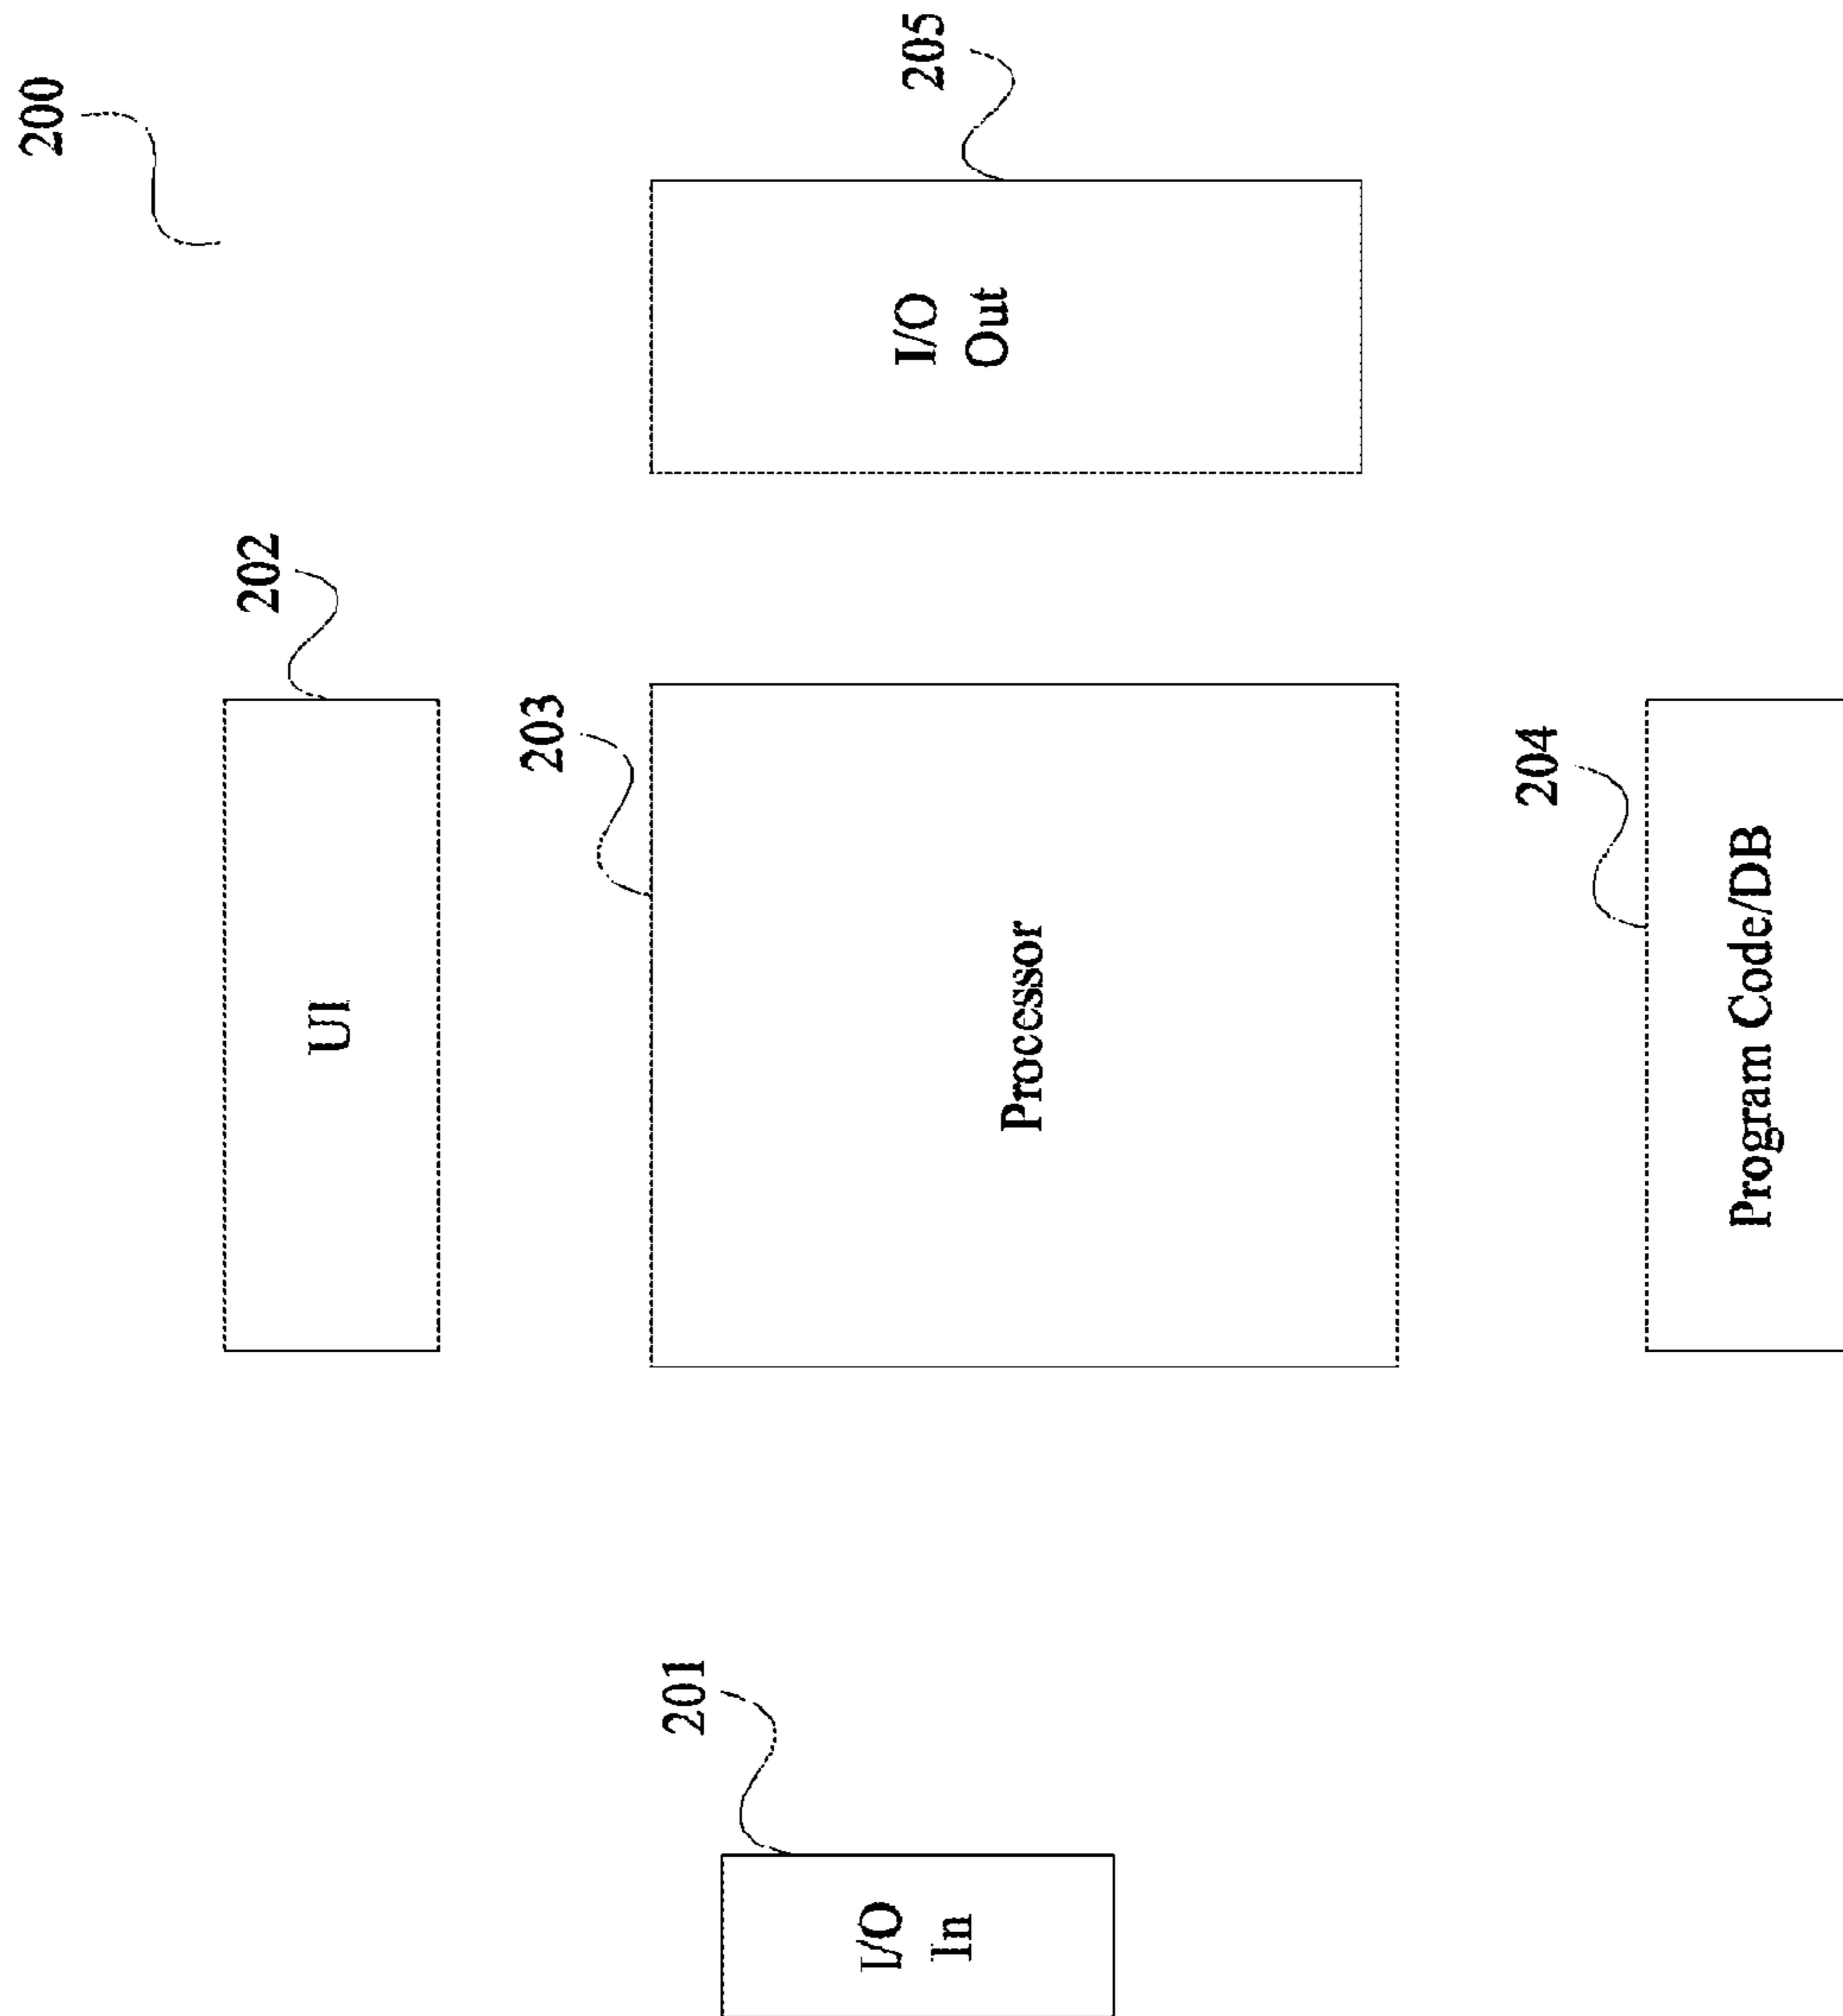 200
202
UI
203
201
205
I/O
In
Processor
I/O
Out
204
Program Code/DB